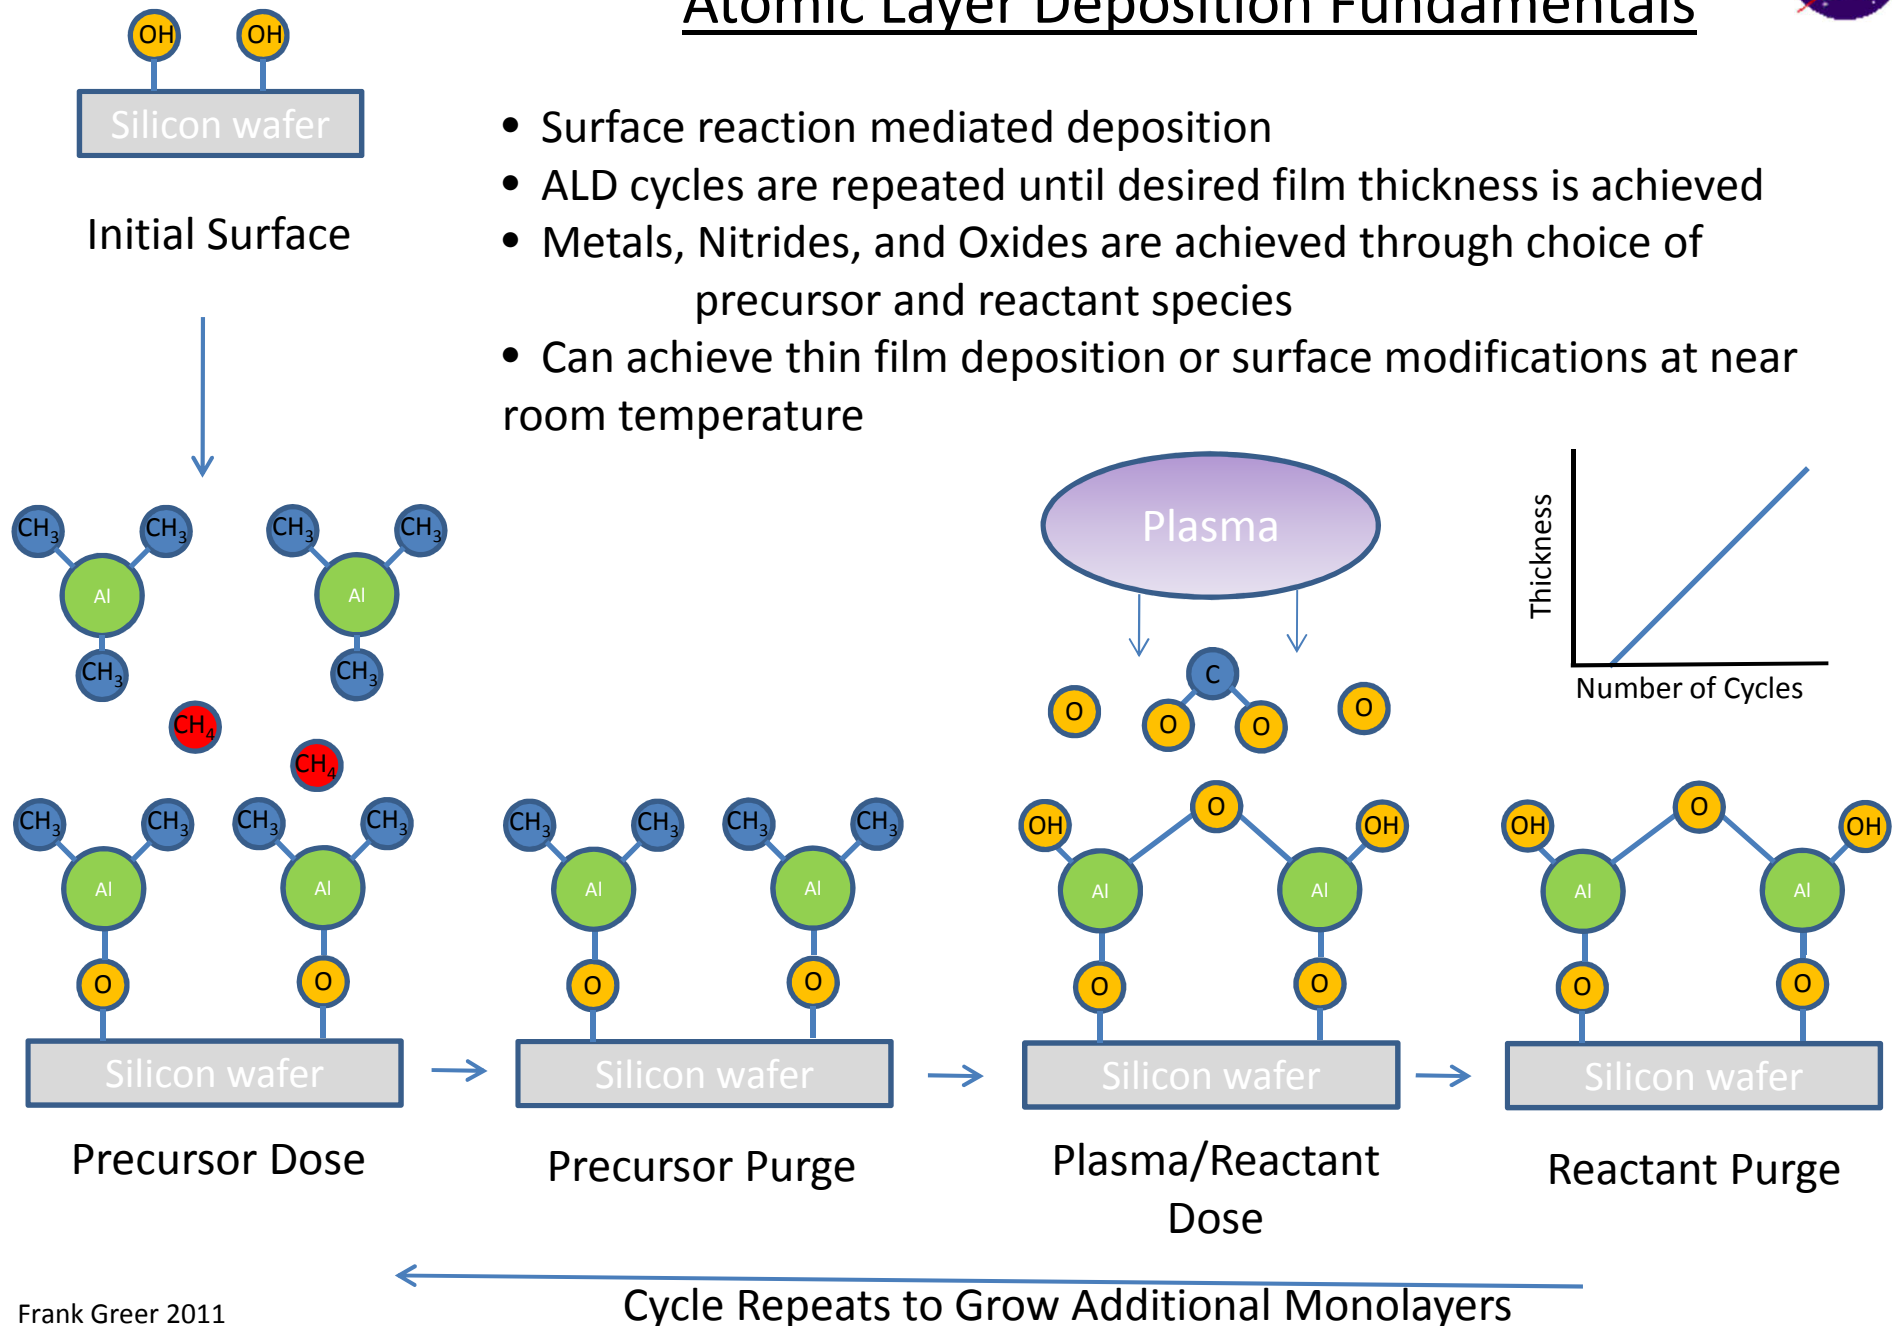 Atomic Layer Deposition Fundamentals
OH OH
Silicon wafer
Initial Surface
• Surface reaction mediated deposition
• ALD cycles are repeated until desired film thickness is achieved
• Metals, Nitrides, and Oxides are achieved through choice of
precursor and reactant species
• Can achieve thin film deposition or surface modifications at near
room temperature
CH₃ CH₃ CH₃ CH₃
Al Al
CH₃ CH₃
CH₄
CH₄
Plasma
C
O O O O
Thickness
Number of Cycles
CH₃ CH₃ CH₃ CH₃
Al Al
O O
Silicon wafer
Precursor Dose
CH₃ CH₃ CH₃ CH₃
Al Al
O O
Silicon wafer
Precursor Purge
OH O OH
Al Al
O O
Silicon wafer
Plasma/Reactant
Dose
OH O OH
Al Al
O O
Silicon wafer
Reactant Purge
Cycle Repeats to Grow Additional Monolayers
Frank Greer 2011